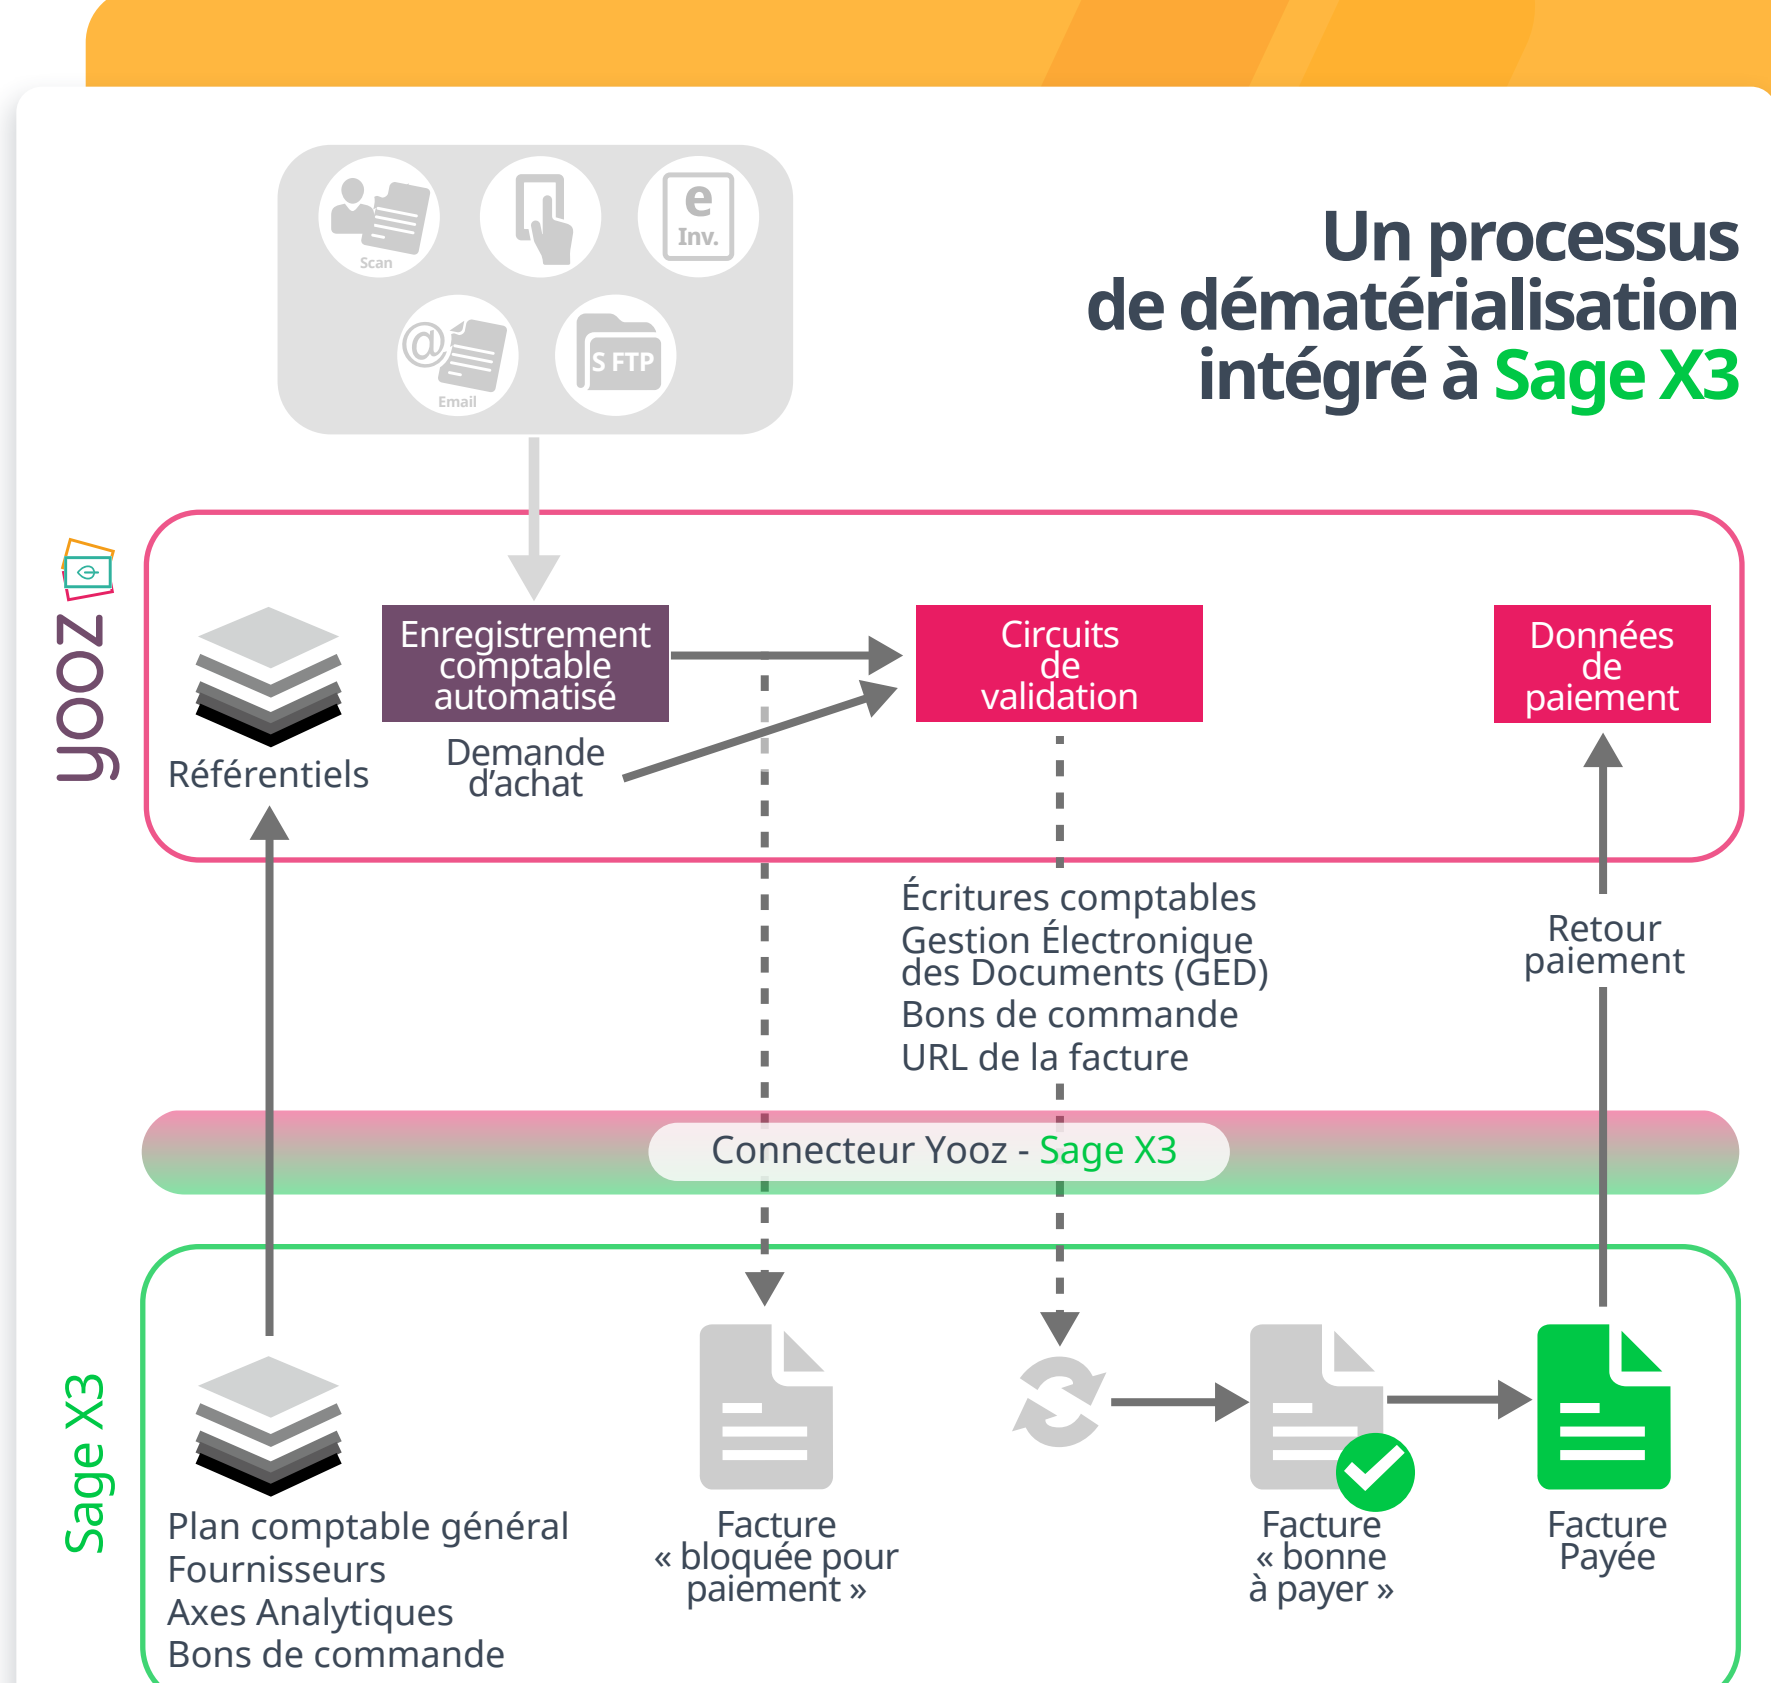 Scan
e
Inv.
@
Email
S FTP
Un processus
de dématérialisation
intégré à Sage X3
yooz
Référentiels
Enregistrement
comptable
automatisé
Demande
d’achat
Circuits
de
validation
Données
de
paiement
Écritures comptables
Gestion Électronique
des Documents (GED)
Bons de commande
URL de la facture
Retour
paiement
Connecteur Yooz - Sage X3
Sage X3
Plan comptable général
Fournisseurs
Axes Analytiques
Bons de commande
Facture
« bloquée pour
paiement »
Facture
« bonne
à payer »
Facture
Payée